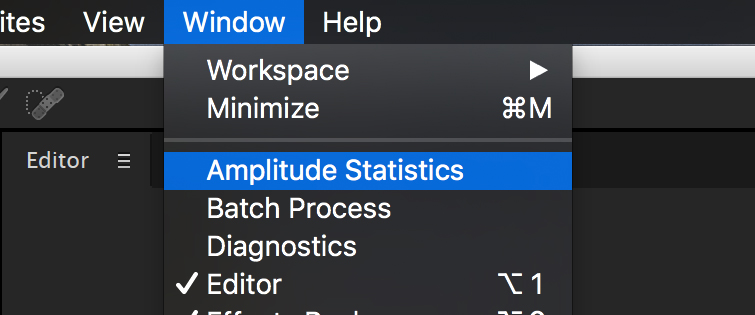 ites View Window Help
Workspace ▶
Minimize ⌘M
Editor ☰
Amplitude Statistics
Batch Process
Diagnostics
✓ Editor ⌥ 1